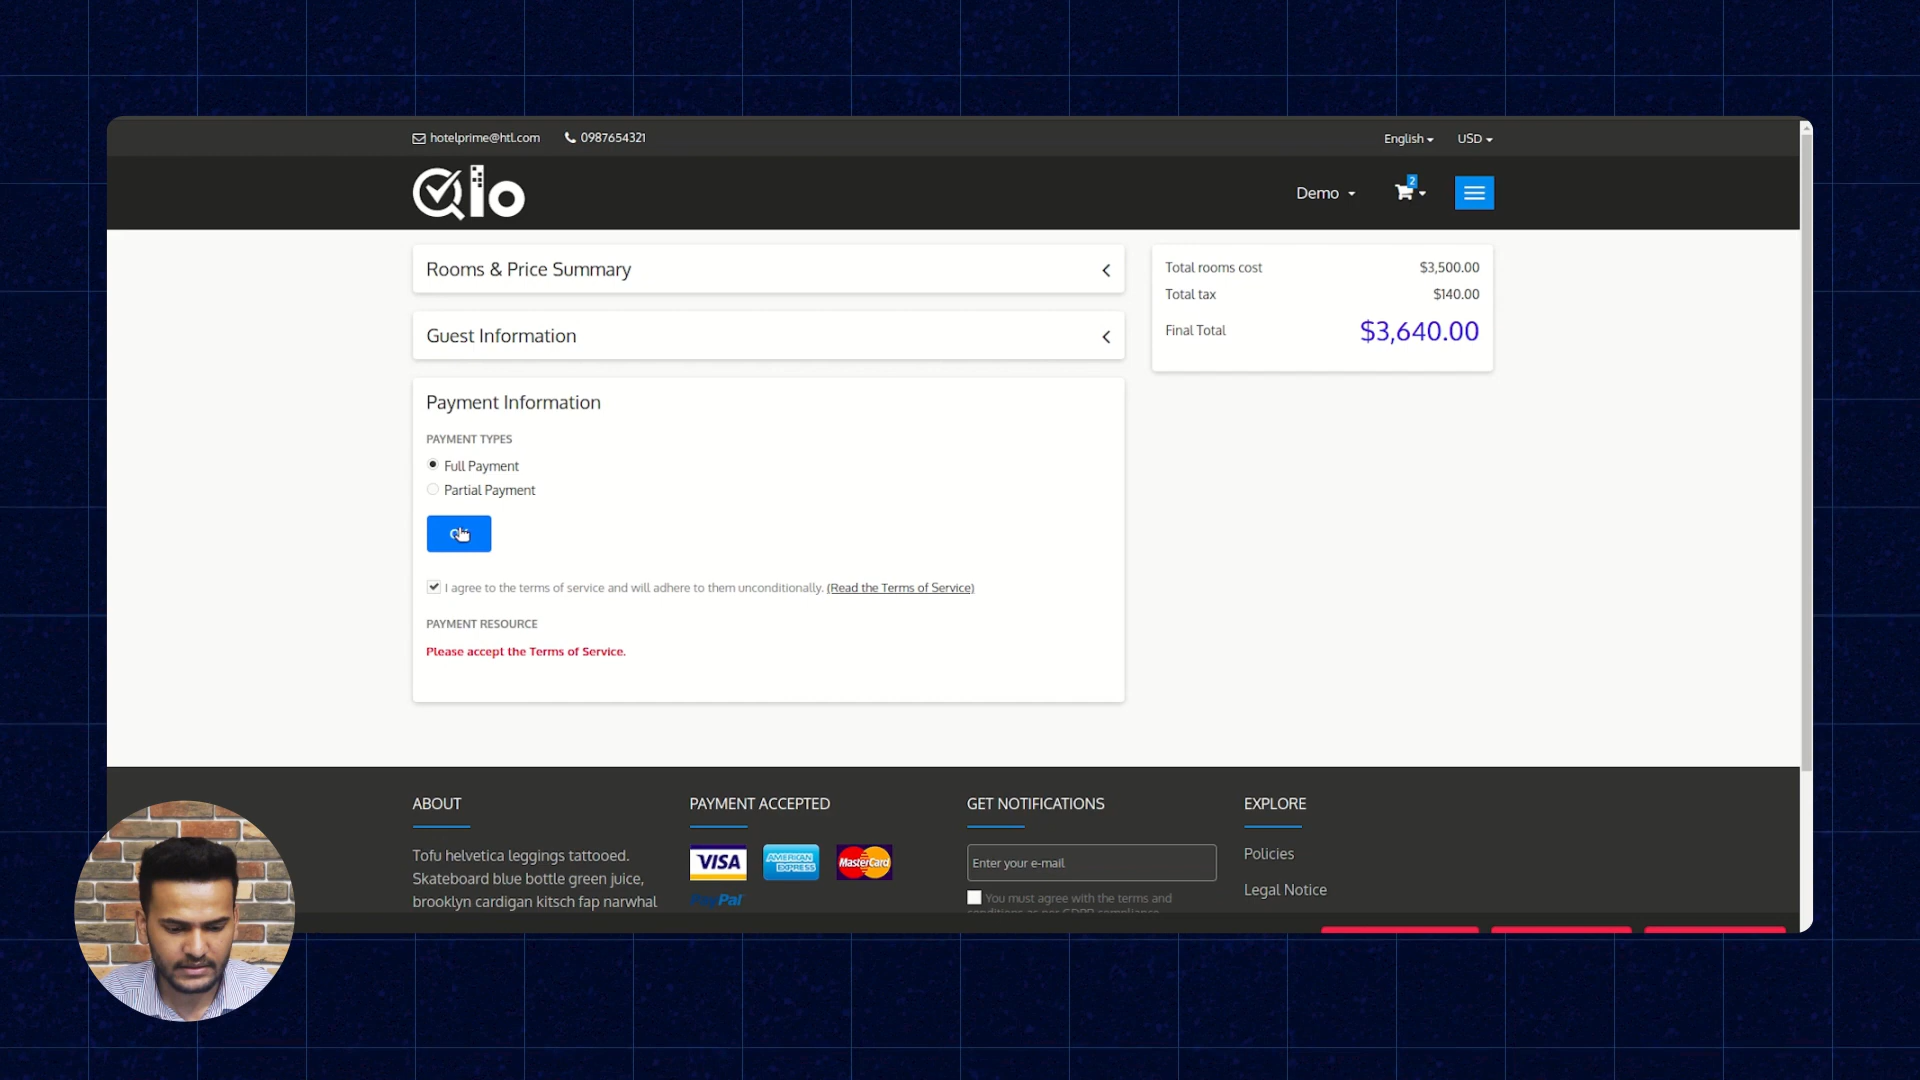 hotelprime@htl.com 0987654321 English USD
Qlo Demo 2
Rooms & Price Summary
Total rooms cost $3,500.00
Total tax $140.00
Final Total $3,640.00
Guest Information
Payment Information
PAYMENT TYPES
Full Payment
Partial Payment
I agree to the terms of service and will adhere to them unconditionally. (Read the Terms of Service)
PAYMENT RESOURCE
Please accept the Terms of Service.
ABOUT
Tofu helvetica leggings tattooed.
Skateboard blue bottle green juice,
brooklyn cardigan kitsch fap narwhal
PAYMENT ACCEPTED
VISA AMERICAN EXPRESS MasterCard
PayPal
GET NOTIFICATIONS
Enter your e-mail
You must agree with the terms and
conditions as per GDPR compliance
EXPLORE
Policies
Legal Notice